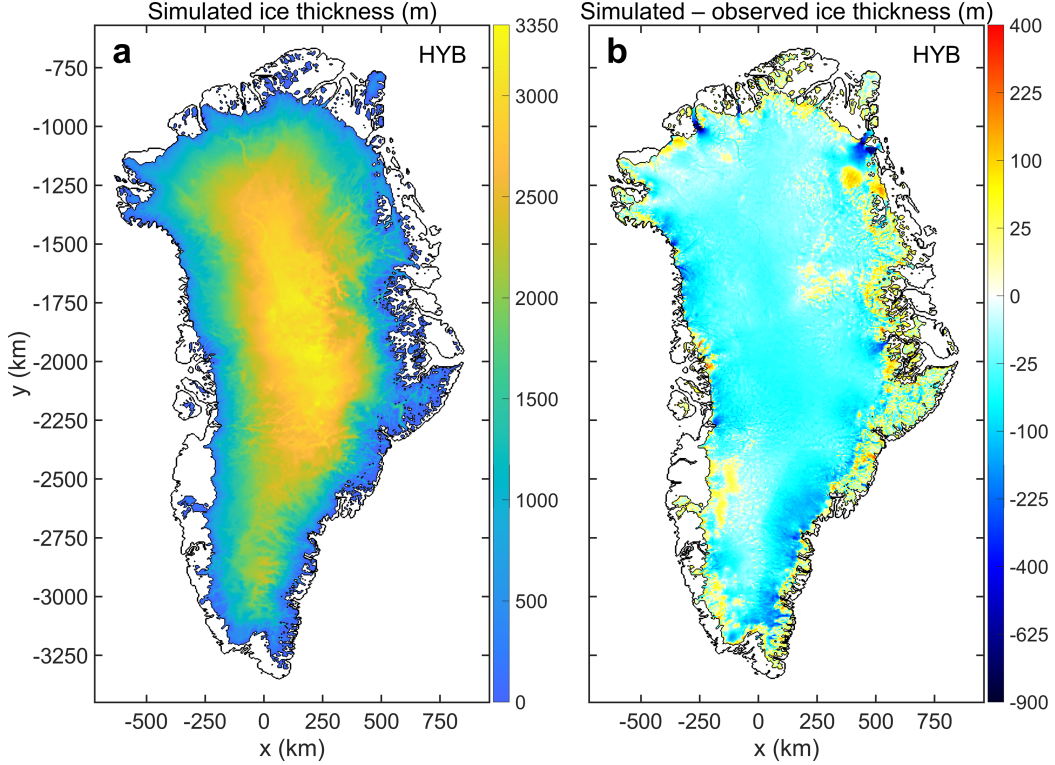 Simulated ice thickness (m)
Simulated – observed ice thickness (m)
a
HYB
b
HYB
-750
-1000
-1250
-1500
-1750
-2000
-2250
-2500
-2750
-3000
-3250
y (km)
-500 -250 0 250 500 750
x (km)
3350
3000
2500
2000
1500
1000
500
0
-500 -250 0 250 500 750
x (km)
400
225
100
25
0
-25
-100
-225
-400
-625
-900